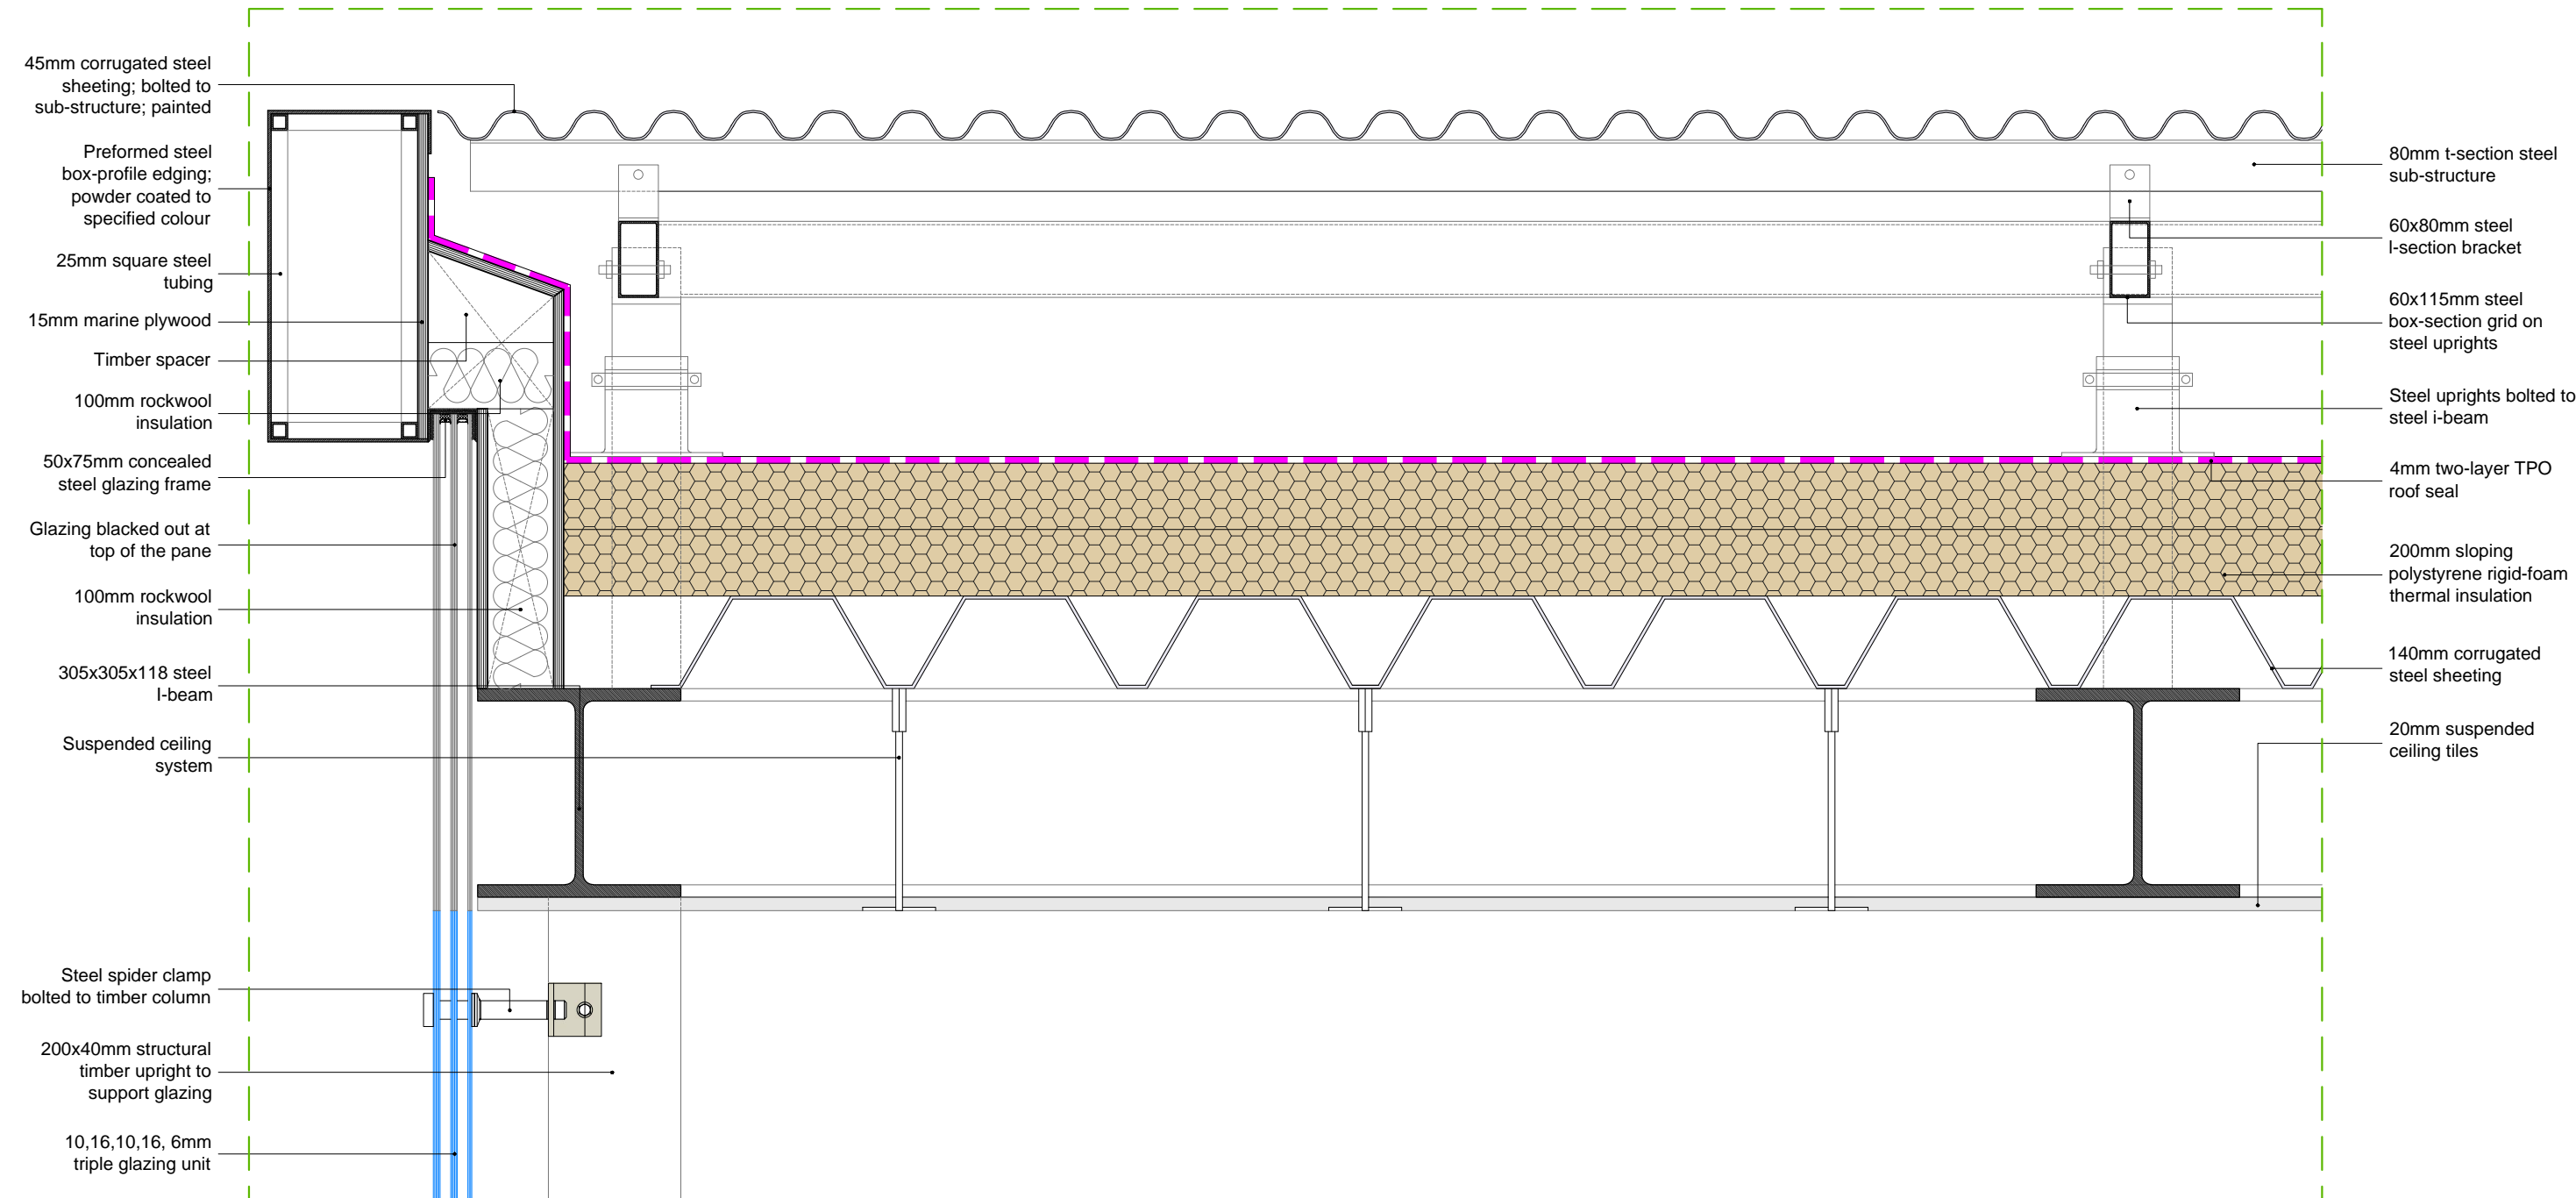 45mm corrugated steel
sheeting; bolted to
sub-structure; painted
Preformed steel
box-profile edging;
powder coated to
specified colour
25mm square steel
tubing
15mm marine plywood
Timber spacer
100mm rockwool
insulation
50x75mm concealed
steel glazing frame
Glazing blacked out at
top of the pane
100mm rockwool
insulation
305x305x118 steel
I-beam
Suspended ceiling
system
Steel spider clamp
bolted to timber column
200x40mm structural
timber upright to
support glazing
10,16,10,16, 6mm
triple glazing unit
80mm t-section steel
sub-structure
60x80mm steel
l-section bracket
60x115mm steel
box-section grid on
steel uprights
Steel uprights bolted to
steel i-beam
4mm two-layer TPO
roof seal
200mm sloping
polystyrene rigid-foam
thermal insulation
140mm corrugated
steel sheeting
20mm suspended
ceiling tiles